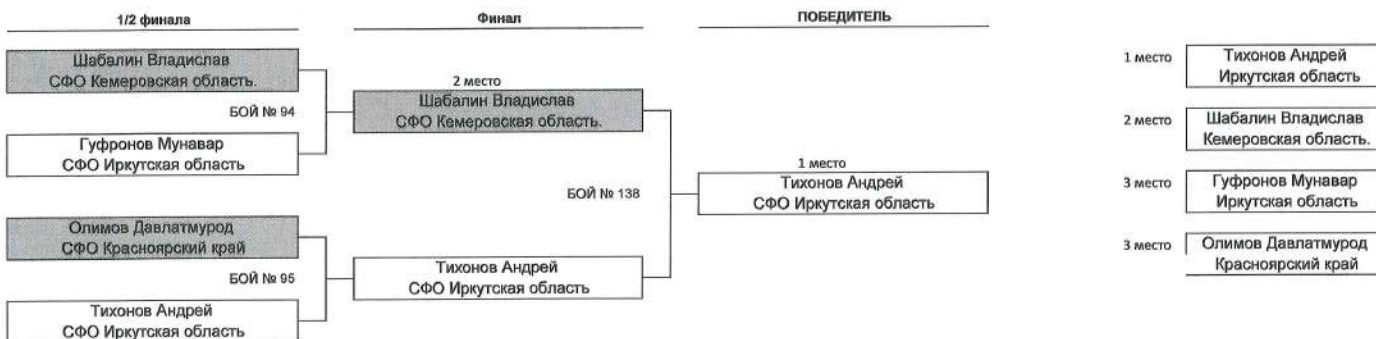 1/2 финала
Финал
ПОБЕДИТЕЛЬ
Шабалин Владислав
СФО Кемеровская область.
БОЙ № 94
Гуфронов Мунавар
СФО Иркутская область
Олимов Давлатмурод
СФО Красноярский край
БОЙ № 95
Тихонов Андрей
СФО Иркутская область
2 место
Шабалин Владислав
СФО Кемеровская область.
БОЙ № 138
Тихонов Андрей
СФО Иркутская область
1 место
Тихонов Андрей
СФО Иркутская область
1 место
Тихонов Андрей
Иркутская область
2 место
Шабалин Владислав
Кемеровская область.
3 место
Гуфронов Мунавар
Иркутская область
3 место
Олимов Давлатмурод
Красноярский край